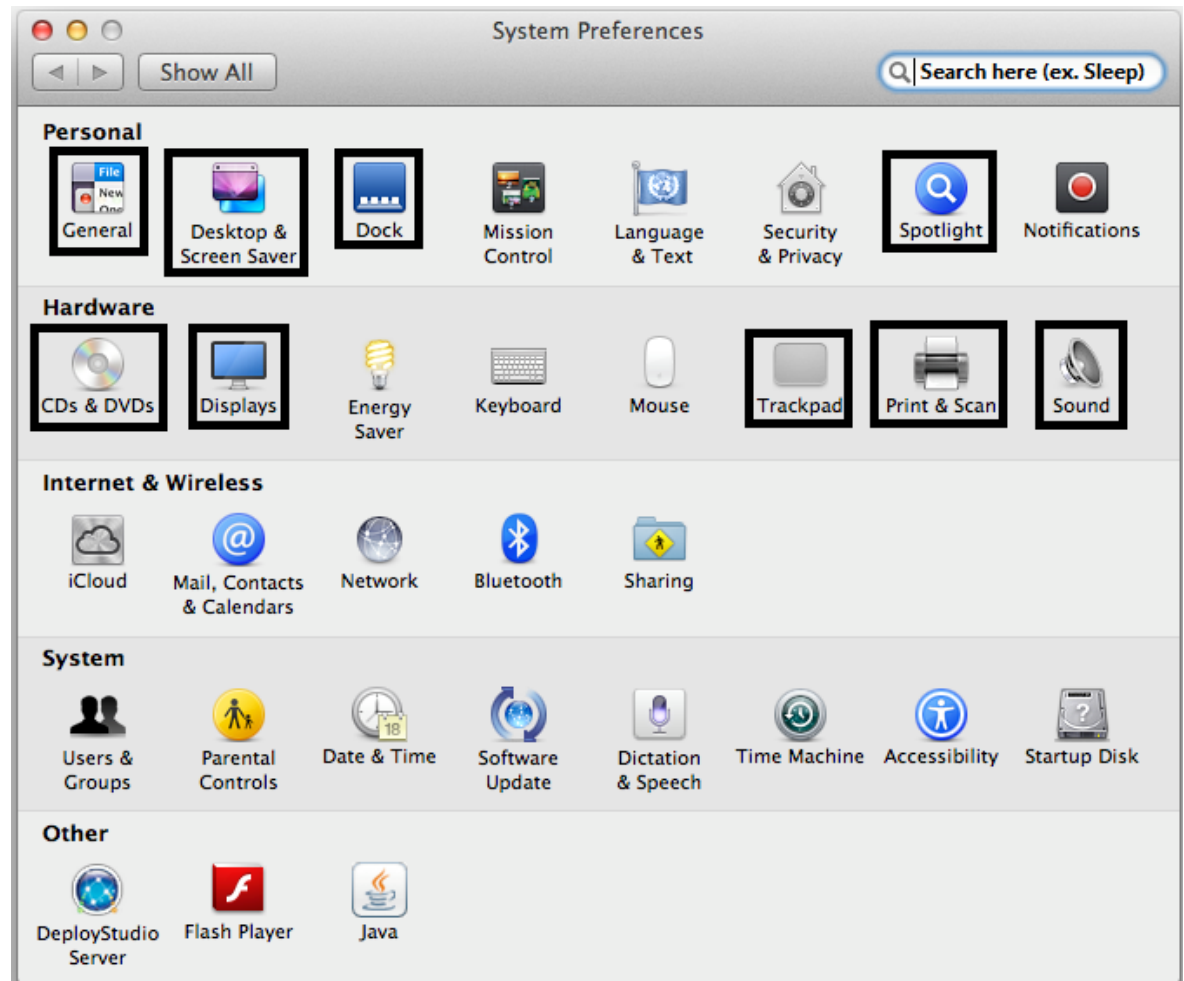 System Preferences
Show All
Search here (ex. Sleep)
Personal
File
New
One
General
Desktop &
Screen Saver
Dock
Mission
Control
Language
& Text
Security
& Privacy
Spotlight
Notifications
Hardware
CDs & DVDs
Displays
Energy
Saver
Keyboard
Mouse
Trackpad
Print & Scan
Sound
Internet & Wireless
iCloud
@
Mail, Contacts
& Calendars
Network
Bluetooth
Sharing
System
Users &
Groups
Parental
Controls
18
Date & Time
Software
Update
Dictation
& Speech
Time Machine
Accessibility
?
Startup Disk
Other
DeployStudio
Server
Flash Player
Java